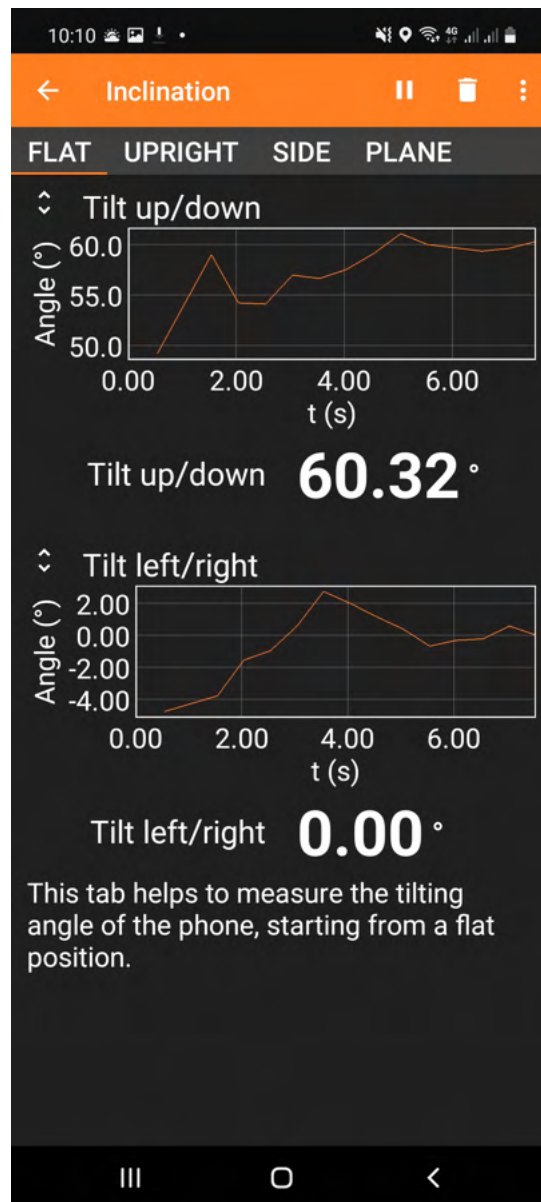 10:10
4G
Inclination
FLAT UPRIGHT SIDE PLANE
Tilt up/down
Angle (°)
60.0
55.0
50.0
0.00 2.00 4.00 6.00
t (s)
Tilt up/down 60.32 °
Tilt left/right
Angle (°)
2.00
0.00
-2.00
-4.00
0.00 2.00 4.00 6.00
t (s)
Tilt left/right 0.00 °
This tab helps to measure the tilting
angle of the phone, starting from a flat
position.